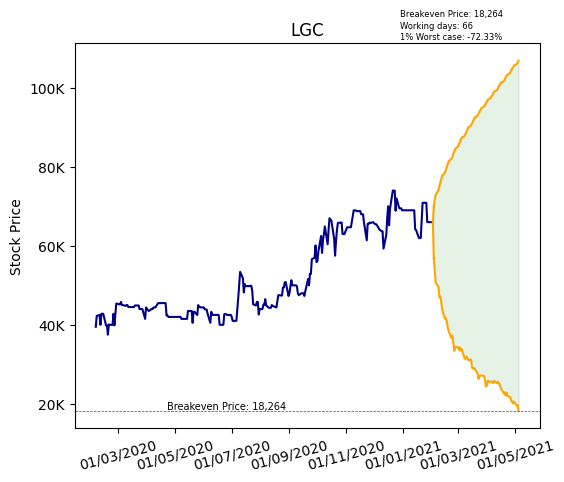 Breakeven Price: 18,264
Working days: 66
1% Worst case: -72.33%
LGC
Stock Price
100K
80K
60K
40K
20K
Breakeven Price: 18,264
01/03/2020
01/05/2020
01/07/2020
01/09/2020
01/11/2020
01/01/2021
01/03/2021
01/05/2021